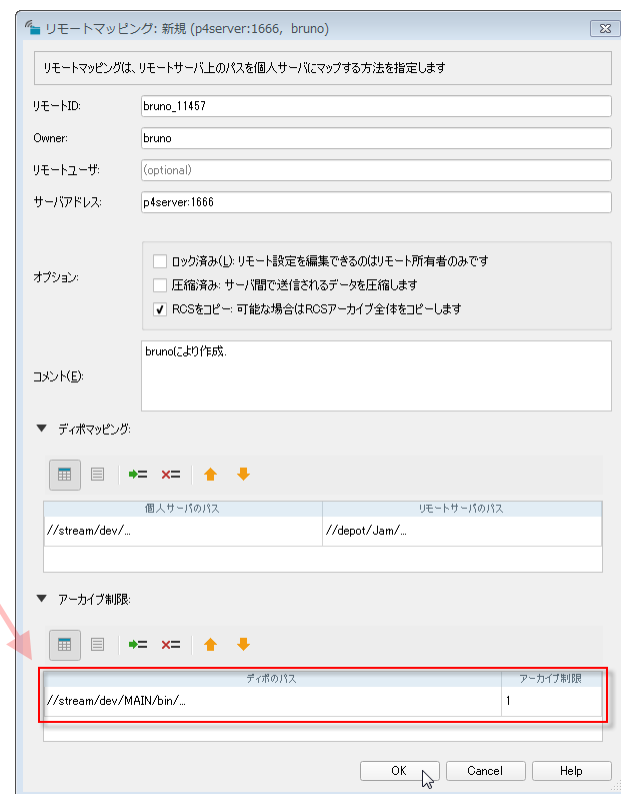 リモートマッピング: 新規 (p4server:1666, bruno)
リモートマッピングは、リモートサーバ上のパスを個人サーバにマップする方法を指定します
リモートID: bruno_11457
Owner: bruno
リモートユーザ: (optional)
サーバアドレス: p4server:1666
オプション:
ロック済み(L): リモート設定を編集できるのはリモート所有者のみです
圧縮済み: サーバ間で送信されるデータを圧縮します
RCSをコピー: 可能な場合はRCSアーカイブ全体をコピーします
コメント(E):
brunoにより作成.
ディポマッピング:
個人サーバのパス リモートサーバのパス
//stream/dev/... //depot/Jam/...
アーカイブ制限:
ディポのパス アーカイブ制限
//stream/dev/MAIN/bin/... 1
OK Cancel Help